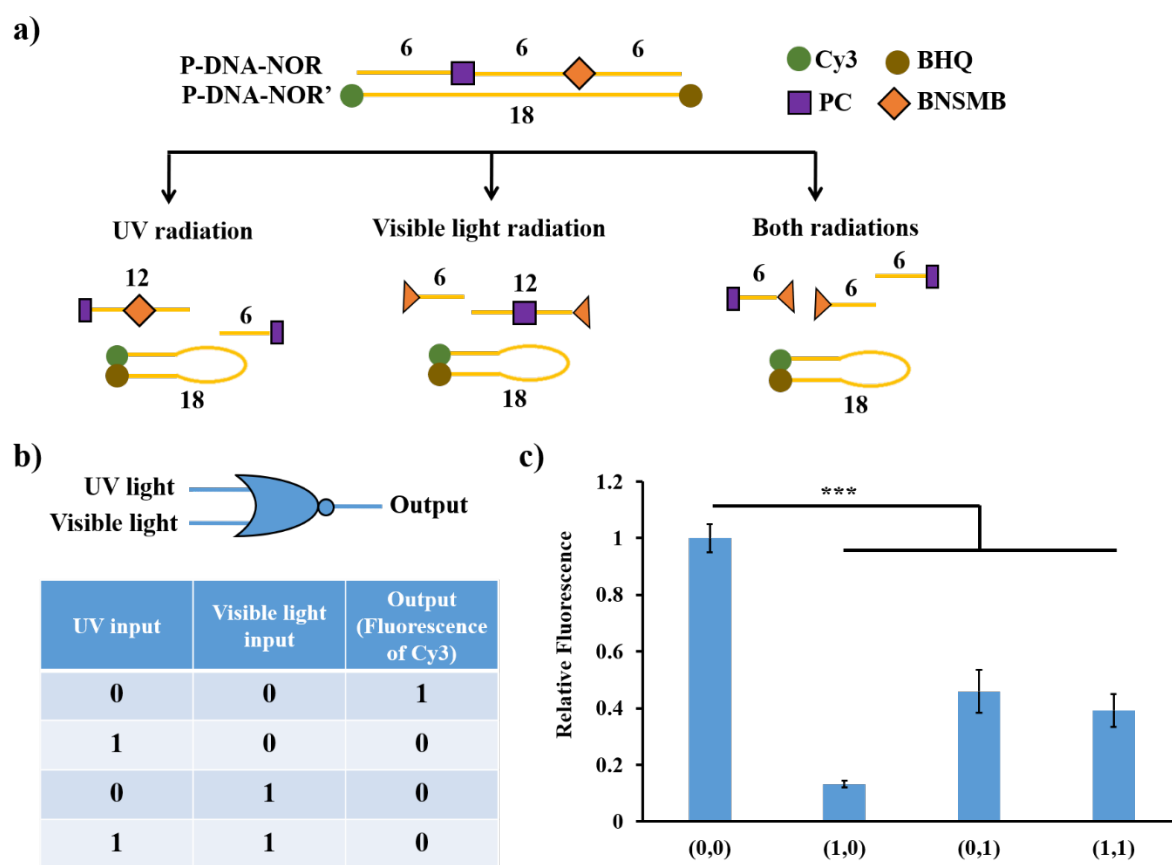 a)
6 6 6
P-DNA-NOR
P-DNA-NOR’
18
Cy3 BHQ
PC BNSMB
UV radiation Visible light radiation Both radiations
12
6
18
6 12
18
6 6 6
18
b)
UV light
Visible light
Output
UV input Visible light input Output (Fluorescence of Cy3)
0 0 1
1 0 0
0 1 0
1 1 0
c)
Relative Fluorescence
1.2
1
0.8
0.6
0.4
0.2
0
***
(0,0) (1,0) (0,1) (1,1)